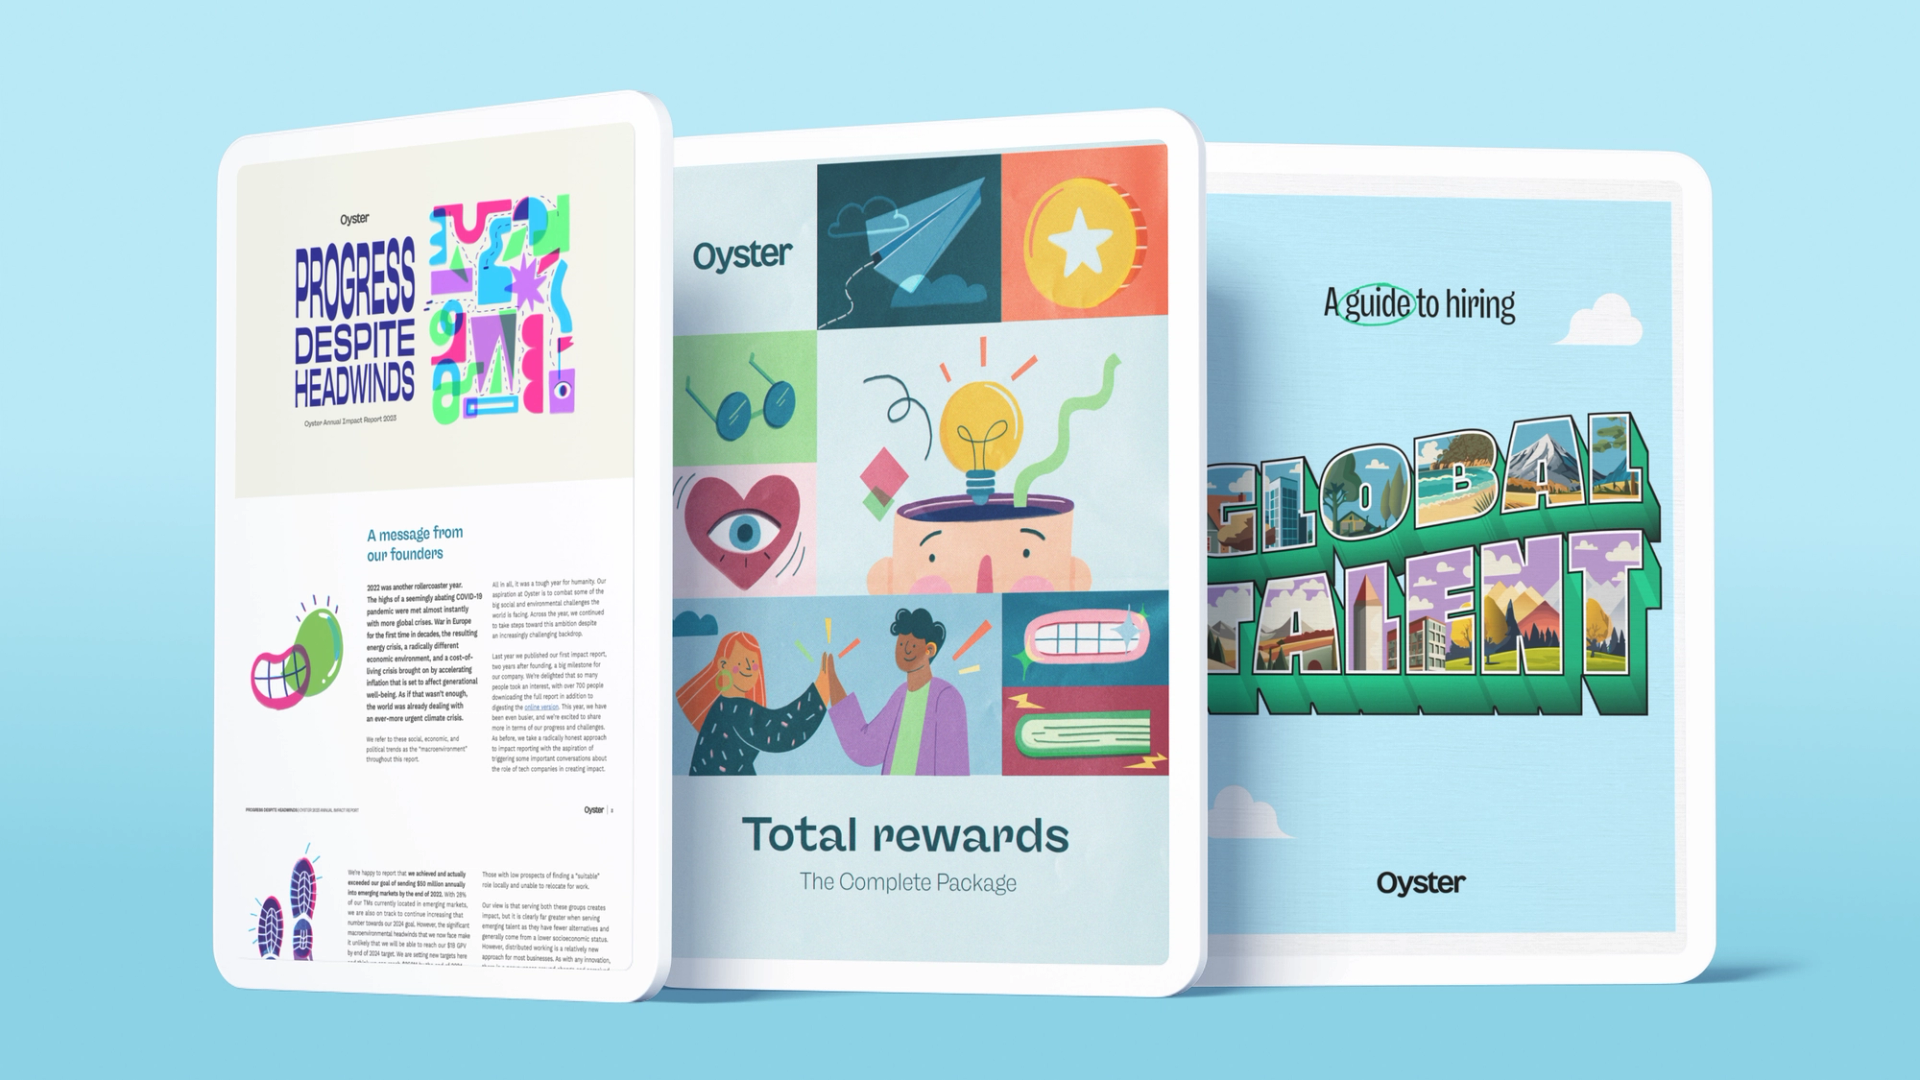 Oyster
PROGRESS
DESPITE
HEADWINDS
Oyster Annual Impact Report 2023
A message from
our founders
2022 was another rollercoaster year.
The highs of a seemingly abating COVID-19
pandemic were met almost instantly
with more global crises. War in Europe
for the first time in decades, the resulting
energy crisis, a radically different
economic environment, and a cost-of-
living crisis brought on by accelerating
inflation that is set to affect generational
well-being. As if that wasn't enough,
the world was already dealing with
an ever-more urgent climate crisis.
We refer to these social, economic, and
political trends as the "macroenvironment"
throughout this report.
All in all, it was a tough year for humanity. Our
aspiration at Oyster is to combat some of the
big social and environmental challenges the
world is facing. Across the year, we continued
to take steps toward this ambition despite
an increasingly challenging backdrop.
Last year we published our first impact report,
two years after founding, a big milestone for
our company. We're delighted that so many
people took an interest, with over 700 people
downloading the full report in addition to
digesting the online version. This year, we have
been even busier, and we're excited to share
more in terms of our progress and challenges.
As before, we take a radically honest approach
to impact reporting with the aspiration of
triggering some important conversations about
the role of tech companies in creating impact.
PROGRESS DESPITE HEADWINDS | OYSTER 2022 ANNUAL IMPACT REPORT
Oyster
We're happy to report that we achieved and actually
exceeded our goal of sending $50 million annually
into emerging markets by the end of 2022. With 28%
of our TMs currently located in emerging markets,
we are also on track to continue increasing that
number towards our 2024 goal. However, the significant
macroenvironmental headwinds that we now face make
it unlikely that we will be able to reach our $1B GPV
by end of 2024 target. We are setting new targets here
Those with low prospects of finding a "suitable"
role locally and unable to relocate for work.
Our view is that serving both these groups creates
impact, but it is clearly far greater when serving
emerging talent as they have fewer alternatives and
generally come from a lower socioeconomic status.
However, distributed working is a relatively new
approach for most businesses. As with any innovation,
Oyster
Total rewards
The Complete Package
A guide to hiring
GLOBAL
TALENT
Oyster